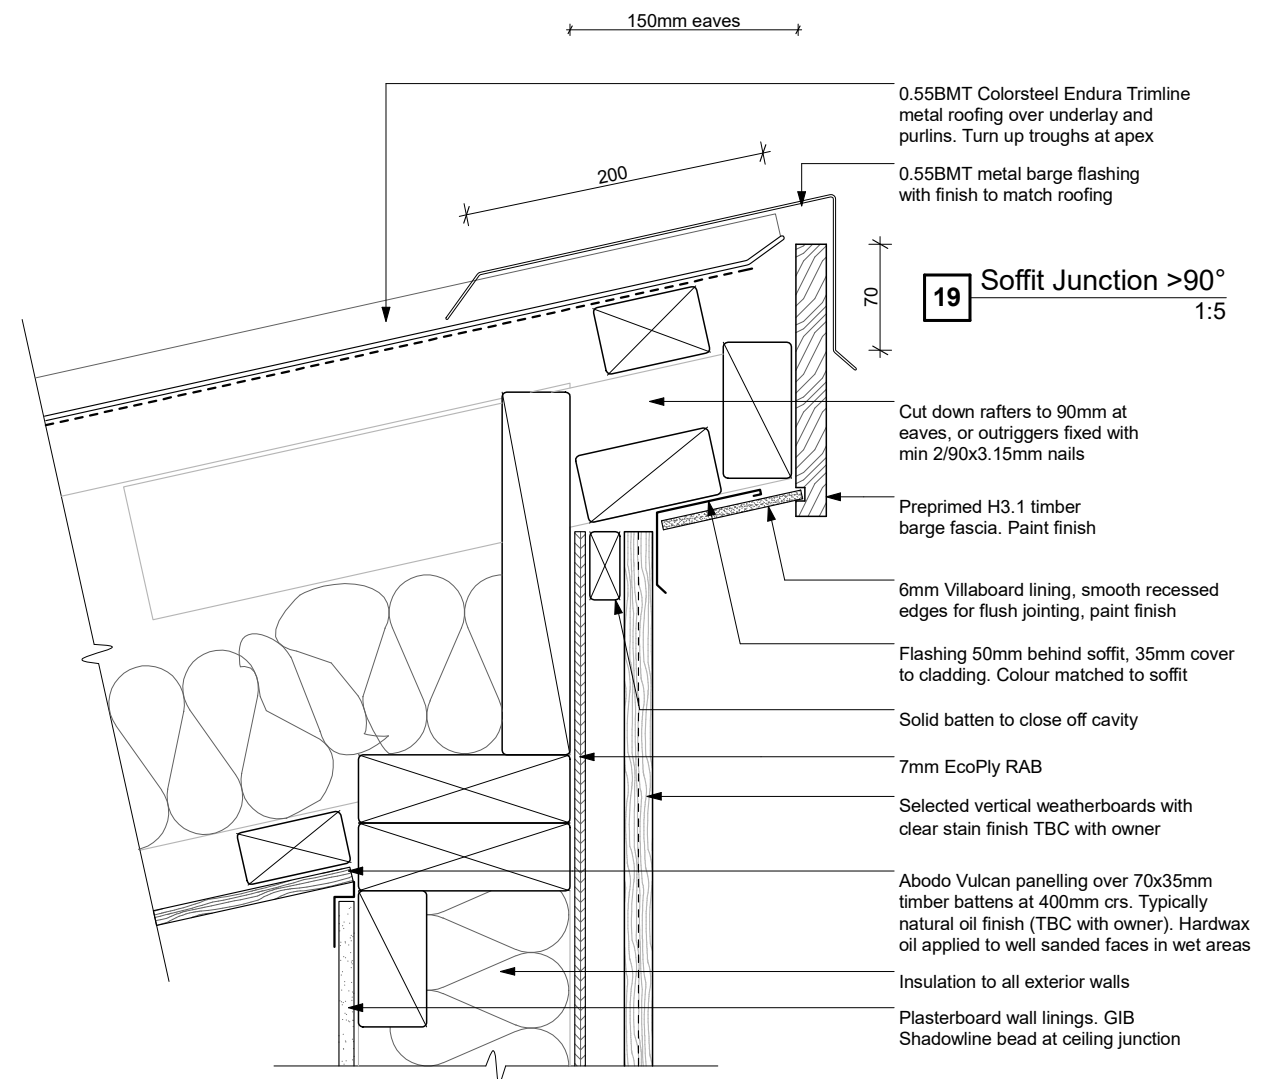 150mm eaves
0.55BMT Colorsteel Endura Trimline
metal roofing over underlay and
purlins. Turn up troughs at apex
200
0.55BMT metal barge flashing
with finish to match roofing
70
19
Soffit Junction >90°
1:5
Cut down rafters to 90mm at
eaves, or outriggers fixed with
min 2/90x3.15mm nails
Preprimed H3.1 timber
barge fascia. Paint finish
6mm Villaboard lining, smooth recessed
edges for flush jointing, paint finish
Flashing 50mm behind soffit, 35mm cover
to cladding. Colour matched to soffit
Solid batten to close off cavity
7mm EcoPly RAB
Selected vertical weatherboards with
clear stain finish TBC with owner
Abodo Vulcan panelling over 70x35mm
timber battens at 400mm crs. Typically
natural oil finish (TBC with owner). Hardwax
oil applied to well sanded faces in wet areas
Insulation to all exterior walls
Plasterboard wall linings. GIB
Shadowline bead at ceiling junction